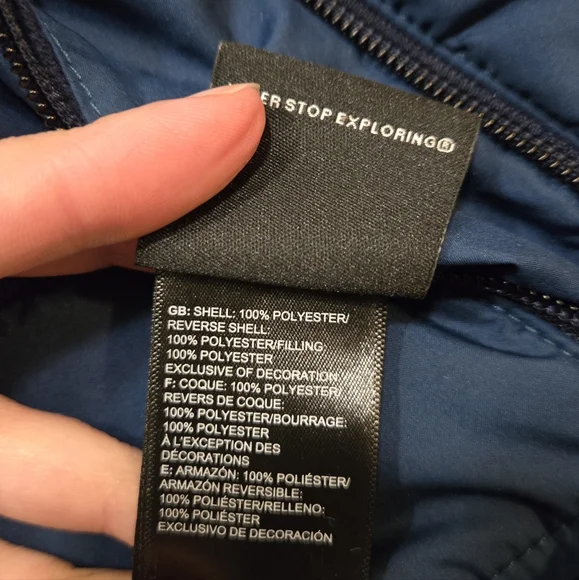 STOP EXPLORING®
GB: SHELL: 100% POLYESTER/
REVERSE SHELL:
100% POLYESTER/FILLING:
100% POLYESTER
EXCLUSIVE OF DECORATION
F: COQUE: 100% POLYESTER/
REVERS DE COQUE:
100% POLYESTER/BOURRAGE:
100% POLYESTER
À L'EXCEPTION DES
DÉCORATIONS
E: ARMAZÓN: 100% POLIÉSTER/
ARMAZÓN REVERSIBLE:
100% POLIÉSTER/RELLENO:
100% POLIÉSTER
EXCLUSIVO DE DECORACIÓN